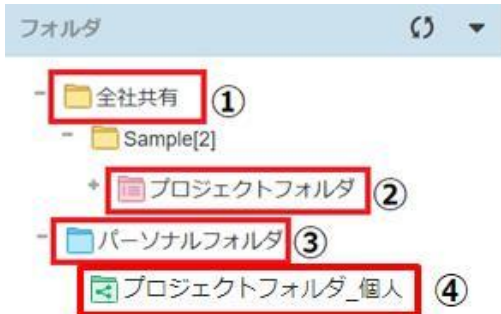 フォルダ
全社共有 ①
Sample[2]
プロジェクトフォルダ ②
パーソナルフォルダ ③
プロジェクトフォルダ_個人 ④